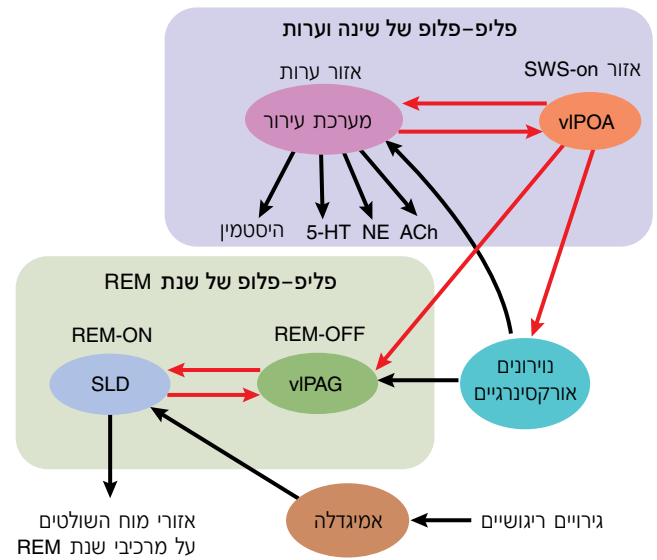 פליפ-פלופ של שינה וערות
אזור ערות
אזור SWS-on
מערכת עירור
vlPOA
היסטמין
5-HT
NE
ACh
פליפ-פלופ של שנת REM
REM-ON
REM-OFF
SLD
vlPAG
נוירונים
אורקסינרגיים
אזורי מוח השולטים
על מרכיבי שנת REM
אמיגדלה
גירויים ריגושיים